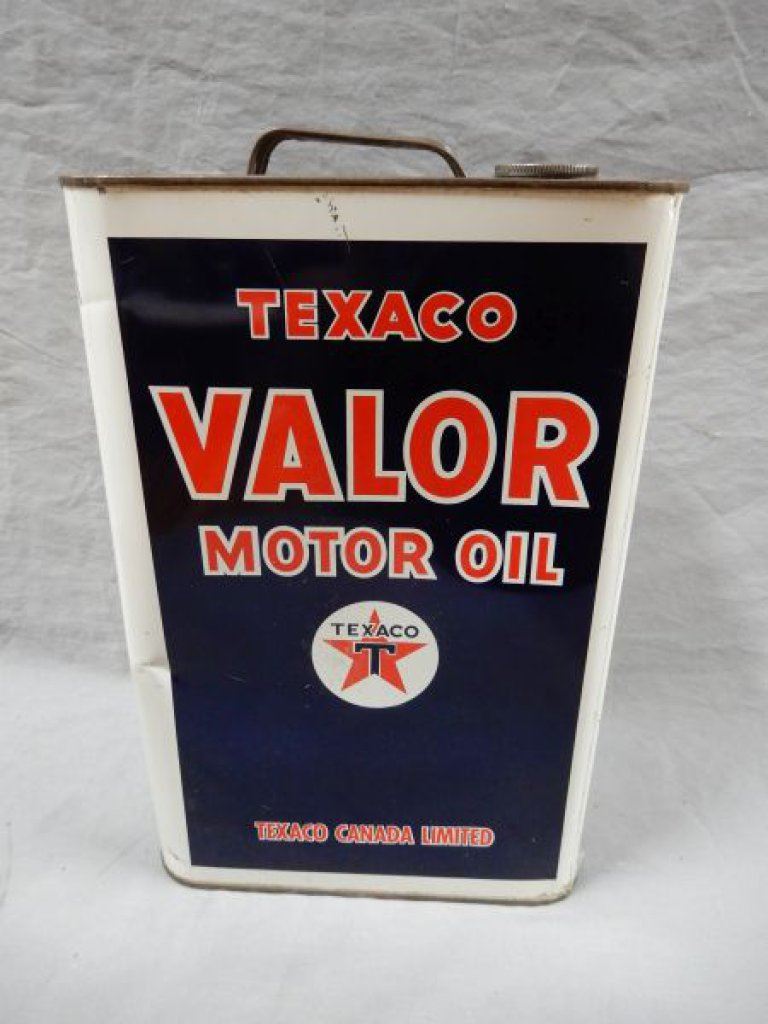 TEXACO
VALOR
MOTOR OIL
TEXACO
T
TEXACO CANADA LIMITED